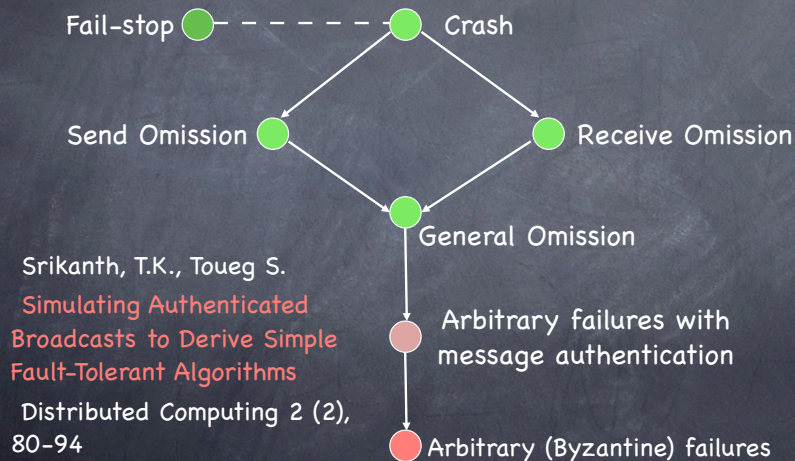 Fail-stop
Crash
Send Omission
Receive Omission
General Omission
Srikanth, T.K., Toueg S.
Simulating Authenticated
Broadcasts to Derive Simple
Fault-Tolerant Algorithms
Distributed Computing 2 (2),
80-94
Arbitrary failures with
message authentication
Arbitrary (Byzantine) failures